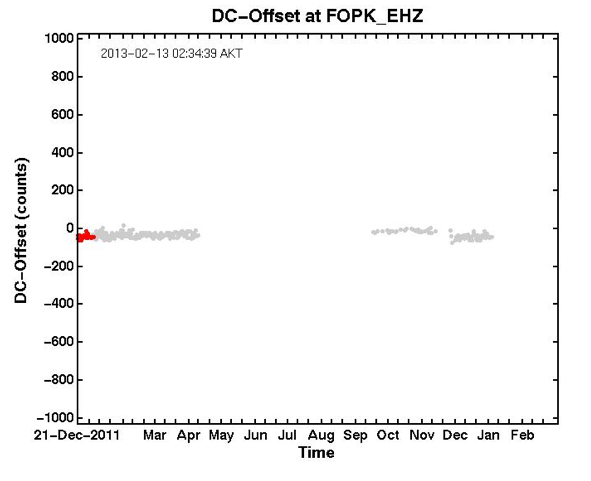 DC-Offset at FOPK_EHZ
2013-02-13 02:34:39 AKT
1000
800
600
400
200
0
-200
-400
-600
-800
-1000
DC-Offset (counts)
21-Dec-2011 Mar Apr May Jun Jul Aug Sep Oct Nov Dec Jan Feb
Time